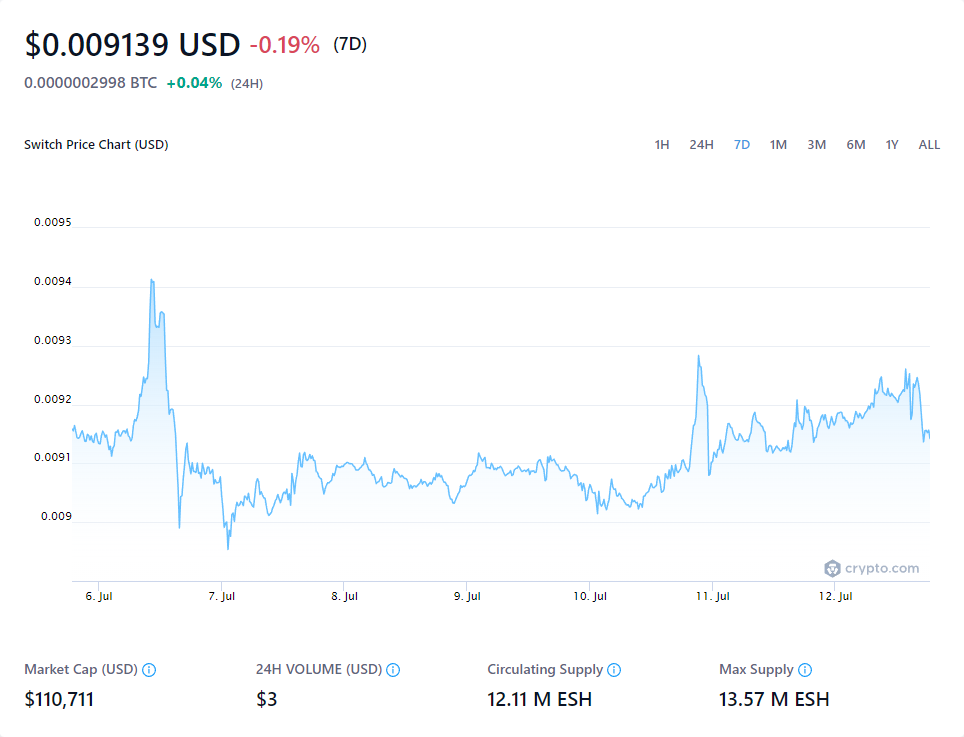 $0.009139 USD -0.19% (7D)
0.0000002998 BTC +0.04% (24H)
Switch Price Chart (USD) 1H 24H 7D 1M 3M 6M 1Y ALL
0.0095
0.0094
0.0093
0.0092
0.0091
0.009
crypto.com
6. Jul 7. Jul 8. Jul 9. Jul 10. Jul 11. Jul 12. Jul
Market Cap (USD) 24H VOLUME (USD) Circulating Supply Max Supply
$110,711 $3 12.11 M ESH 13.57 M ESH